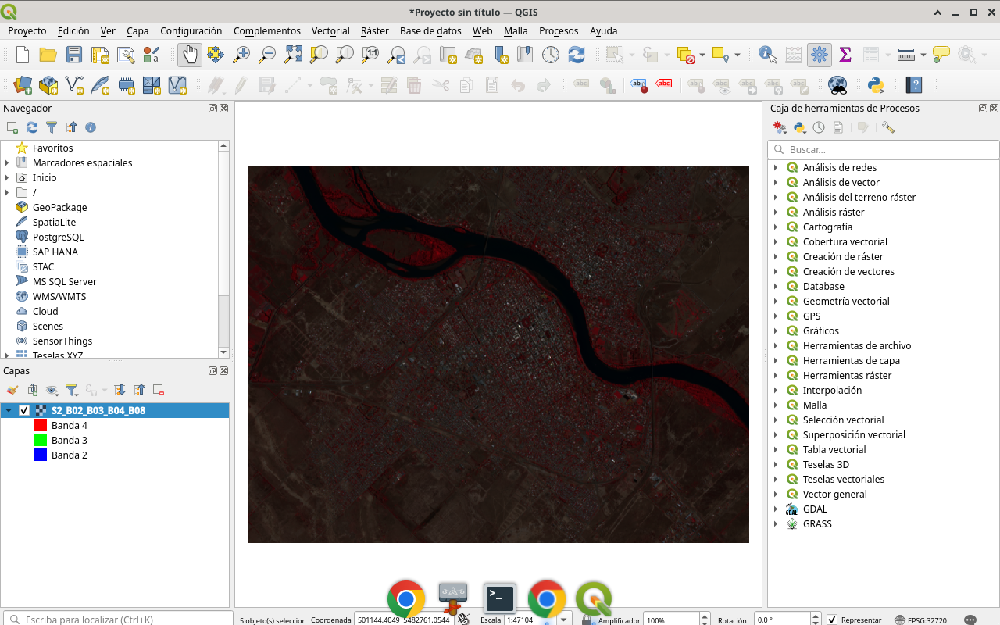 *Proyecto sin título — QGIS
Proyecto Edición Ver Capa Configuración Complementos Vectorial Ráster Base de datos Web Malla Procesos Ayuda
1:1
abc abc abc
Navegador
Favoritos
Marcadores espaciales
Inicio
/
GeoPackage
SpatiaLite
PostgreSQL
SAP HANA
STAC
MS SQL Server
WMS/WMTS
Cloud
Scenes
SensorThings
Teselas XYZ
Capas
S2_B02_B03_B04_B08
Banda 4
Banda 3
Banda 2
Caja de herramientas de Procesos
Buscar...
Análisis de redes
Análisis de vector
Análisis del terreno ráster
Análisis ráster
Cartografía
Cobertura vectorial
Creación de ráster
Creación de vectores
Database
Geometría vectorial
GPS
Gráficos
Herramientas de archivo
Herramientas de capa
Herramientas ráster
Interpolación
Malla
Selección vectorial
Superposición vectorial
Tabla vectorial
Teselas 3D
Teselas vectoriales
Vector general
GDAL
GRASS
Escriba para localizar (Ctrl+K) 5 objeto(s) seleccior Coordenada 501144,4049 5482761,0544 Escala 1:47104 Amplificador 100% Rotación 0,0 ° Representar EPSG:32720